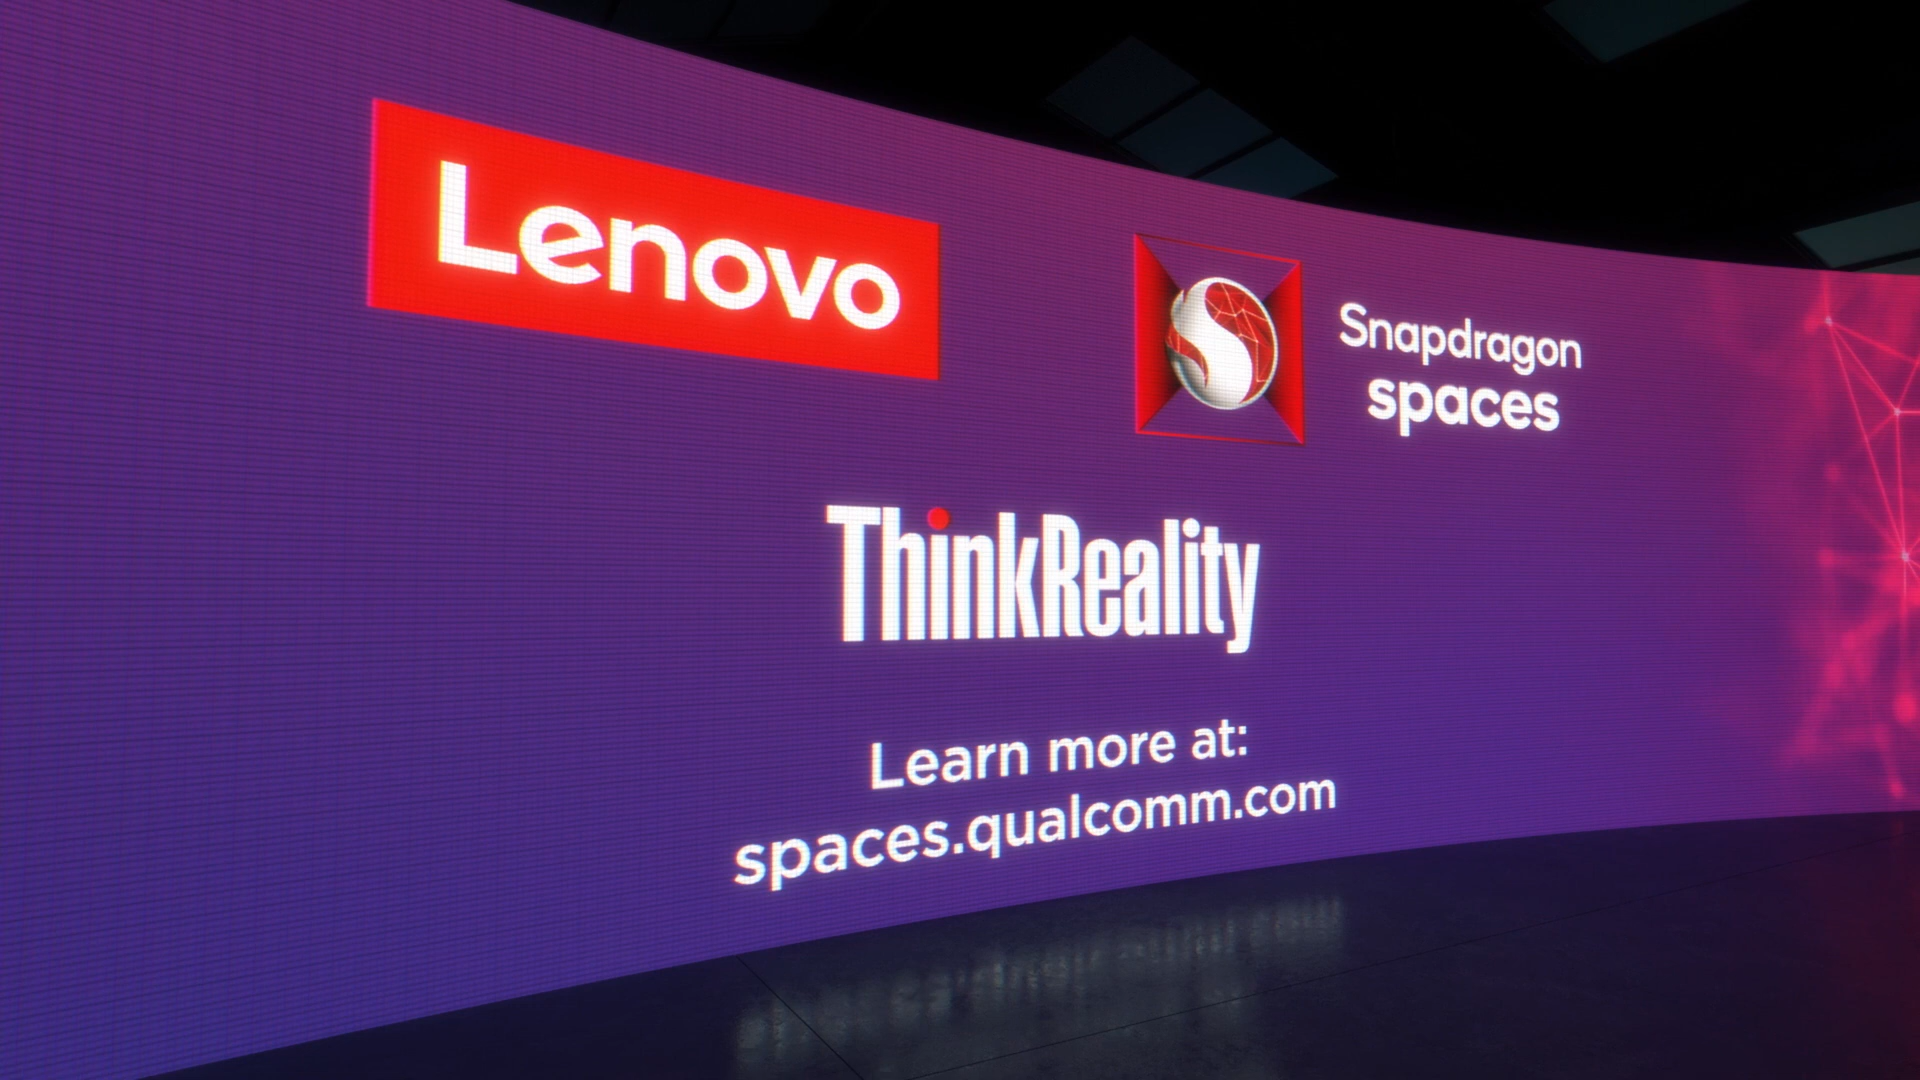 Lenovo
Snapdragon
spaces
ThinkReality
Learn more at:
spaces.qualcomm.com